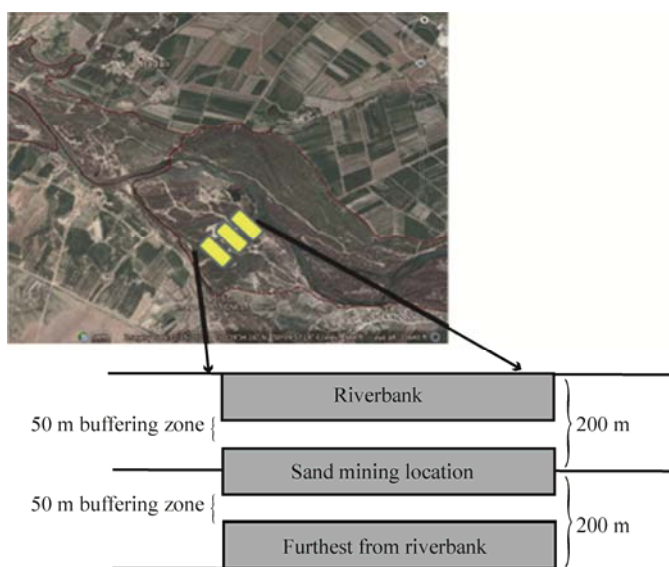 Riverbank
50 m buffering zone
200 m
Sand mining location
50 m buffering zone
200 m
Furthest from riverbank